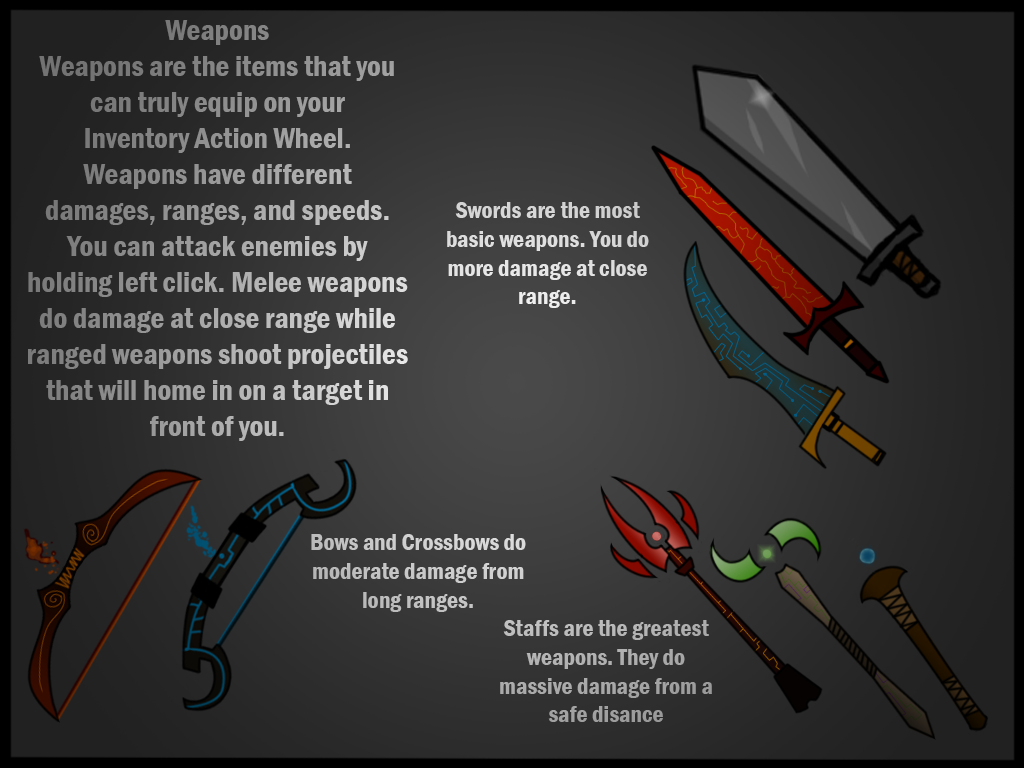 Weapons
Weapons are the items that you
can truly equip on your
Inventory Action Wheel.
Weapons have different
damages, ranges, and speeds.
You can attack enemies by
holding left click. Melee weapons
do damage at close range while
ranged weapons shoot projectiles
that will home in on a target in
front of you.
Swords are the most
basic weapons. You do
more damage at close
range.
Bows and Crossbows do
moderate damage from
long ranges.
Staffs are the greatest
weapons. They do
massive damage from a
safe disance